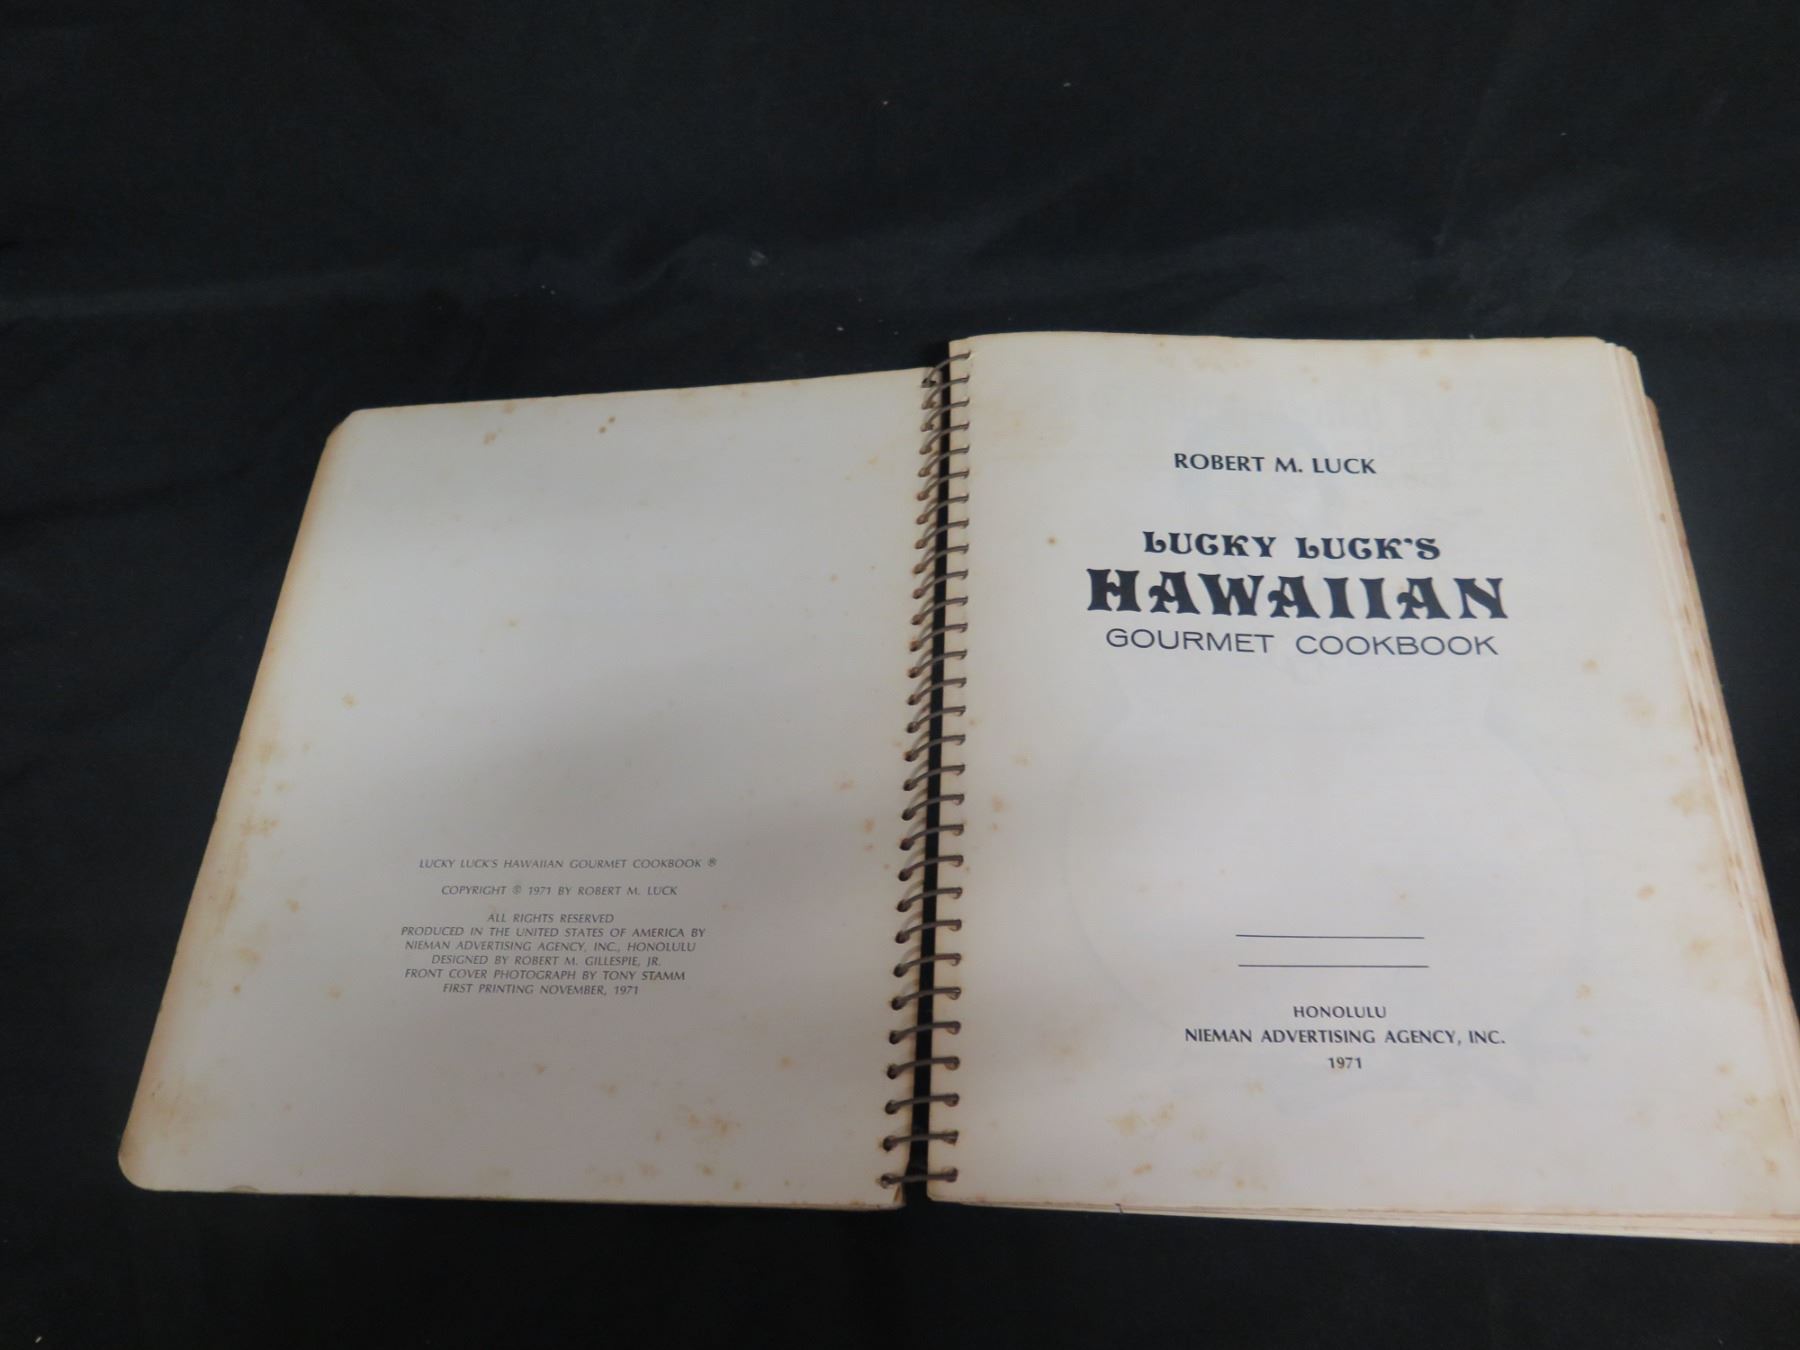 LUCKY LUCK'S HAWAIIAN GOURMET COOKBOOK ®
COPYRIGHT © 1971 BY ROBERT M. LUCK
ALL RIGHTS RESERVED
PRODUCED IN THE UNITED STATES OF AMERICA BY
NIEMAN ADVERTISING AGENCY, INC., HONOLULU
DESIGNED BY ROBERT M. GILLESPIE, JR.
FRONT COVER PHOTOGRAPH BY TONY STAMM
FIRST PRINTING NOVEMBER, 1971
ROBERT M. LUCK
LUCKY LUCK'S
HAWAIIAN
GOURMET COOKBOOK
HONOLULU
NIEMAN ADVERTISING AGENCY, INC.
1971